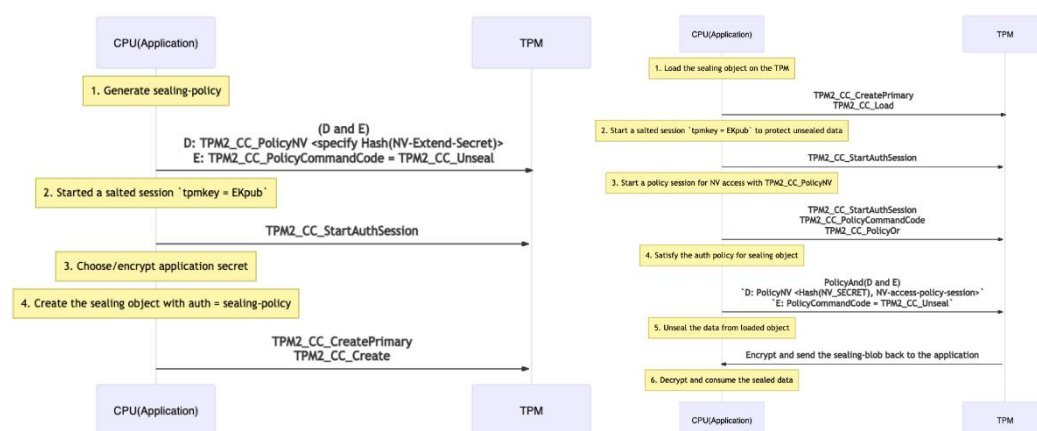 CPU(Application)
TPM
1. Generate sealing-policy
(D and E)
D: TPM2_CC_PolicyNV <specify Hash(NV-Extend-Secret)>
E: TPM2_CC_PolicyCommandCode = TPM2_CC_Unseal
2. Started a salted session `tpmkey = EKpub`
TPM2_CC_StartAuthSession
3. Choose/encrypt application secret
4. Create the sealing object with auth = sealing-policy
TPM2_CC_CreatePrimary
TPM2_CC_Create
CPU(Application)
TPM
CPU(Application)
TPM
1. Load the sealing object on the TPM
TPM2_CC_CreatePrimary
TPM2_CC_Load
2. Start a salted session `tpmkey = EKpub` to protect unsealed data
TPM2_CC_StartAuthSession
3. Start a policy session for NV access with TPM2_CC_PolicyNV
TPM2_CC_StartAuthSession
TPM2_CC_PolicyCommandCode
TPM2_CC_PolicyOr
4. Satisfy the auth policy for sealing object
PolicyAnd(D and E)
`D: PolicyNV <Hash(NV_SECRET), NV-access-policy-session>`
`E: PolicyCommandCode = TPM2_CC_Unseal`
5. Unseal the data from loaded object
Encrypt and send the sealing-blob back to the application
6. Decrypt and consume the sealed data
CPU(Application)
TPM